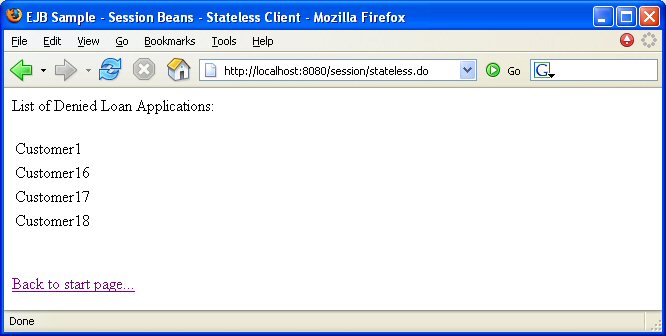 EJB Sample - Session Beans - Stateless Client - Mozilla Firefox
File Edit View Go Bookmarks Tools Help
http://localhost:8080/session/stateless.do Go G
List of Denied Loan Applications:
Customer1
Customer16
Customer17
Customer18
Back to start page...
Done